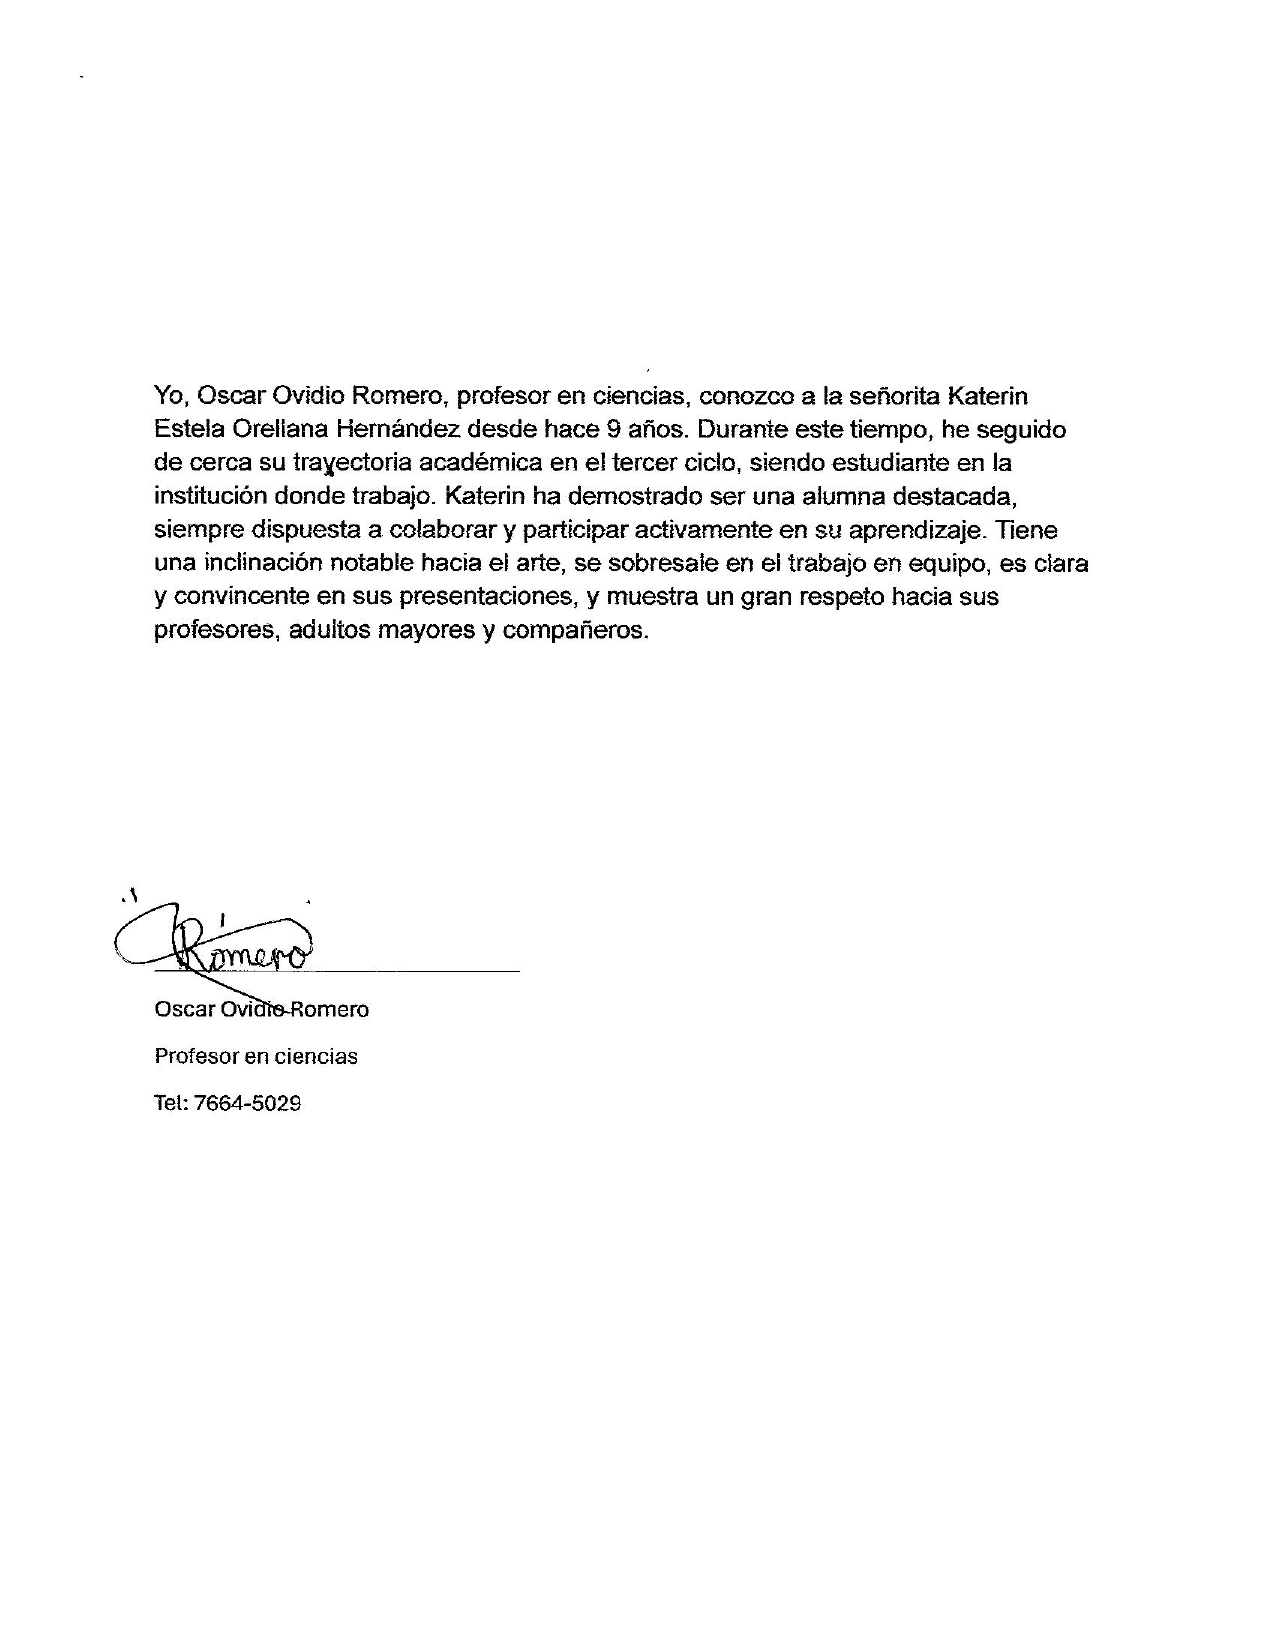 Yo, Oscar Ovidio Romero, profesor en ciencias, conozco a la señorita Katerin
Estela Orellana Hernández desde hace 9 años. Durante este tiempo, he seguido
de cerca su trayectoria académica en el tercer ciclo, siendo estudiante en la
institución donde trabajo. Katerin ha demostrado ser una alumna destacada,
siempre dispuesta a colaborar y participar activamente en su aprendizaje. Tiene
una inclinación notable hacia el arte, se sobresale en el trabajo en equipo, es clara
y convincente en sus presentaciones, y muestra un gran respeto hacia sus
profesores, adultos mayores y compañeros.
Romero
Oscar Ovidio Romero
Profesor en ciencias
Tel: 7664-5029